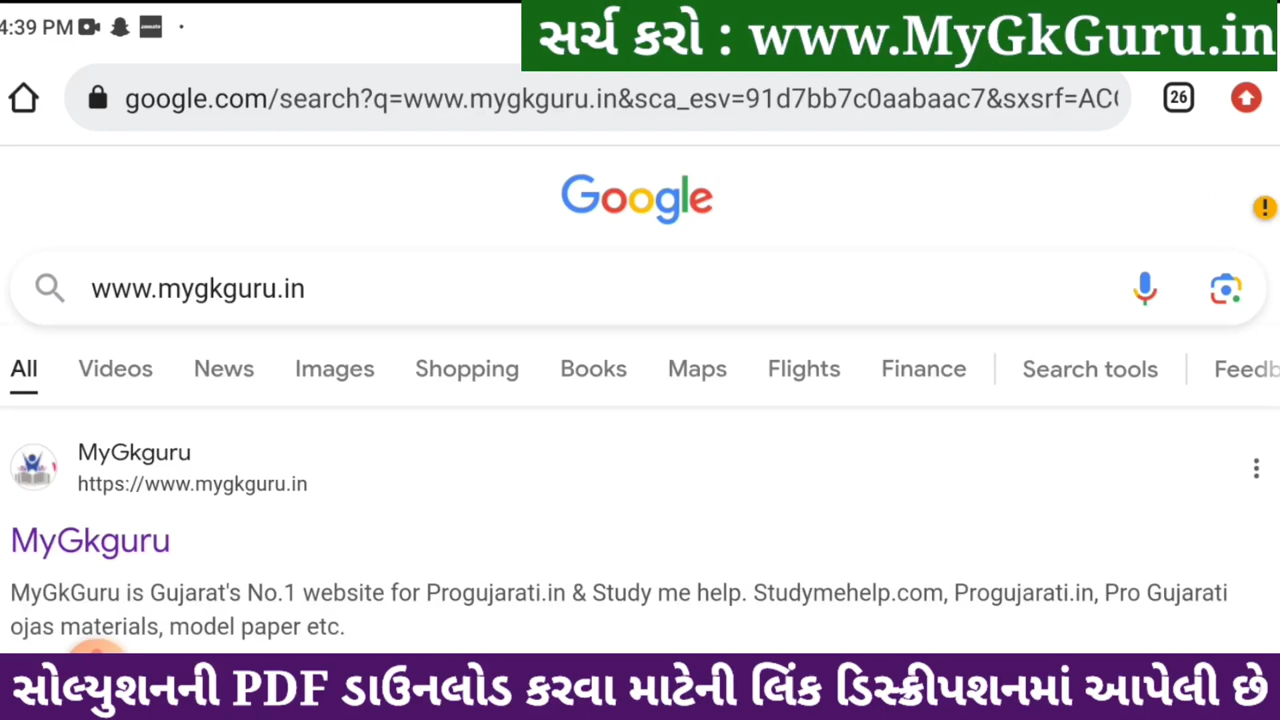 4:39 PM
સર્ચ કરો : www.MyGkGuru.in
google.com/search?q=www.mygkguru.in&sca_esv=91d7bb7c0aabaac7&sxsrf=AC
26
Google
www.mygkguru.in
All Videos News Images Shopping Books Maps Flights Finance Search tools Feedb
MyGkguru
https://www.mygkguru.in
MyGkguru
MyGkGuru is Gujarat's No.1 website for Progujarati.in & Study me help. Studymehelp.com, Progujarati.in, Pro Gujarati
ojas materials, model paper etc.
સોલ્યુશનની PDF ડાઉનલોડ કરવા માટેની લિંક ડિસ્ક્રીપશનમાં આપેલી છે